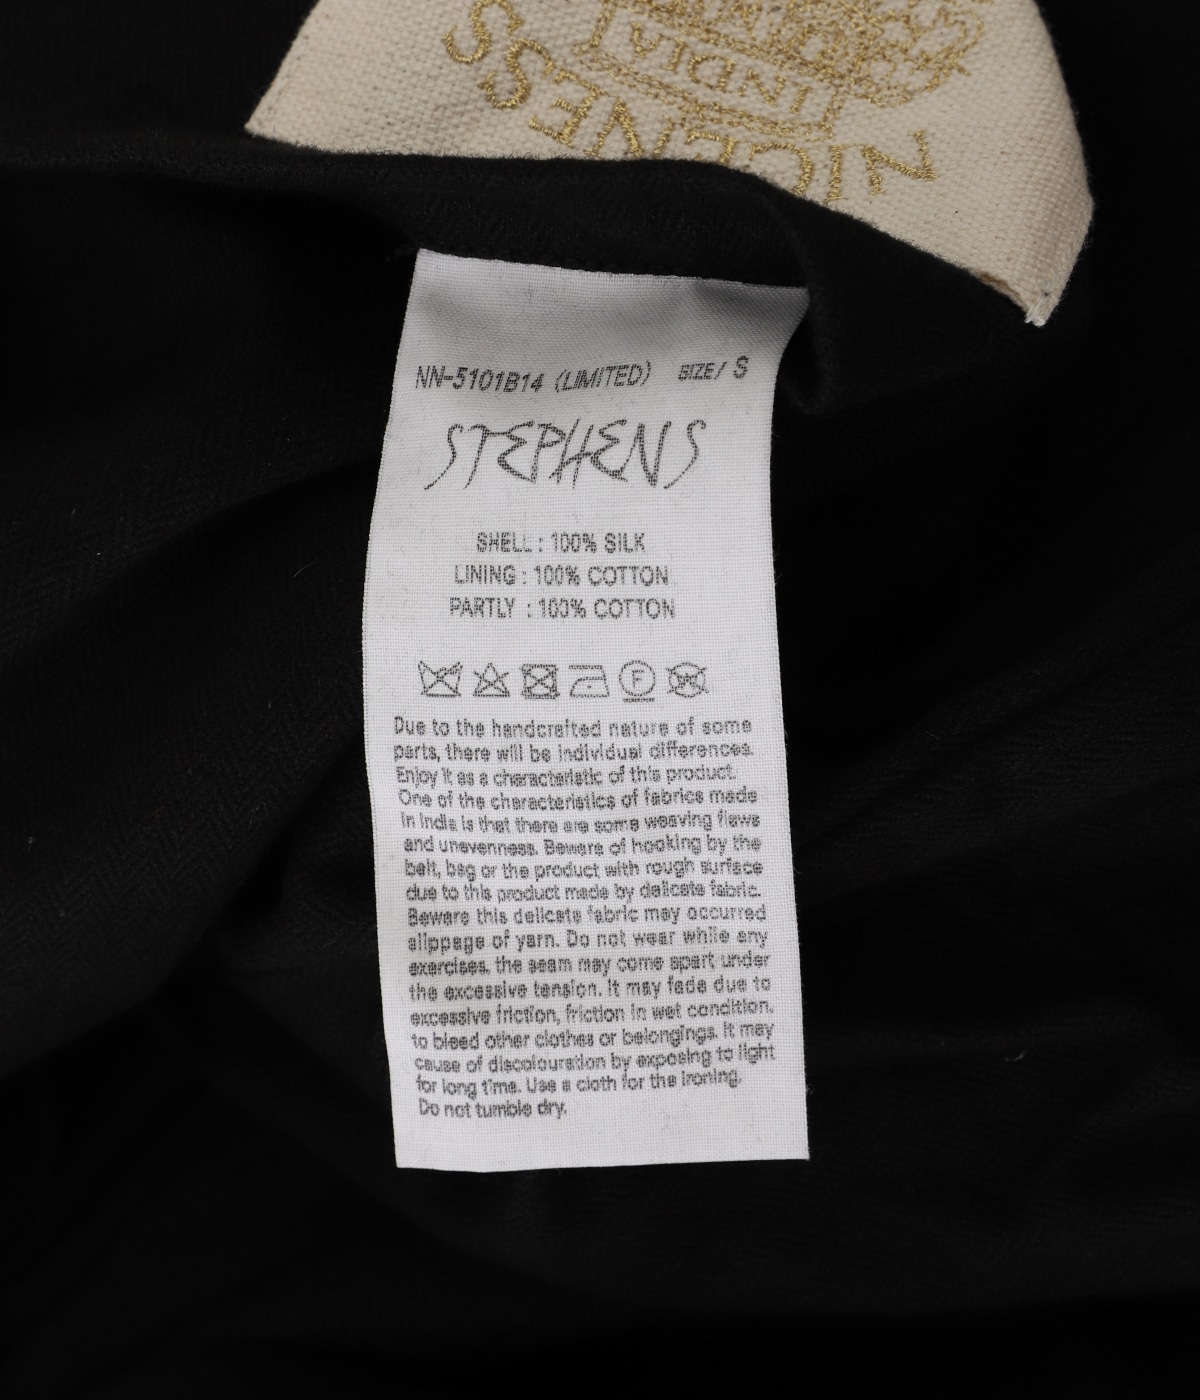 NICENESS
INDIA
NN-5101B14 (LIMITED) SIZE/ S
STEPHENS
SHELL : 100% SILK
LINING : 100% COTTON
PARTLY : 100% COTTON
F
W
Due to the handcrafted nature of some
parts, there will be individual differences.
Enjoy it as a characteristic of this product.
One of the characteristics of fabrics made
in India is that there are some weaving flaws
and unevenness. Beware of hooking by the
belt, bag or the product with rough surface
due to this product made by delicate fabric.
Beware this delicate fabric may occurred
slippage of yarn. Do not wear while any
exercises, the seam may come apart under
the excessive tension. It may fade due to
excessive friction, friction in wet condition,
to bleed other clothes or belongings. It may
cause of discolouration by exposing to light
for long time. Use a cloth for the ironing.
Do not tumble dry.